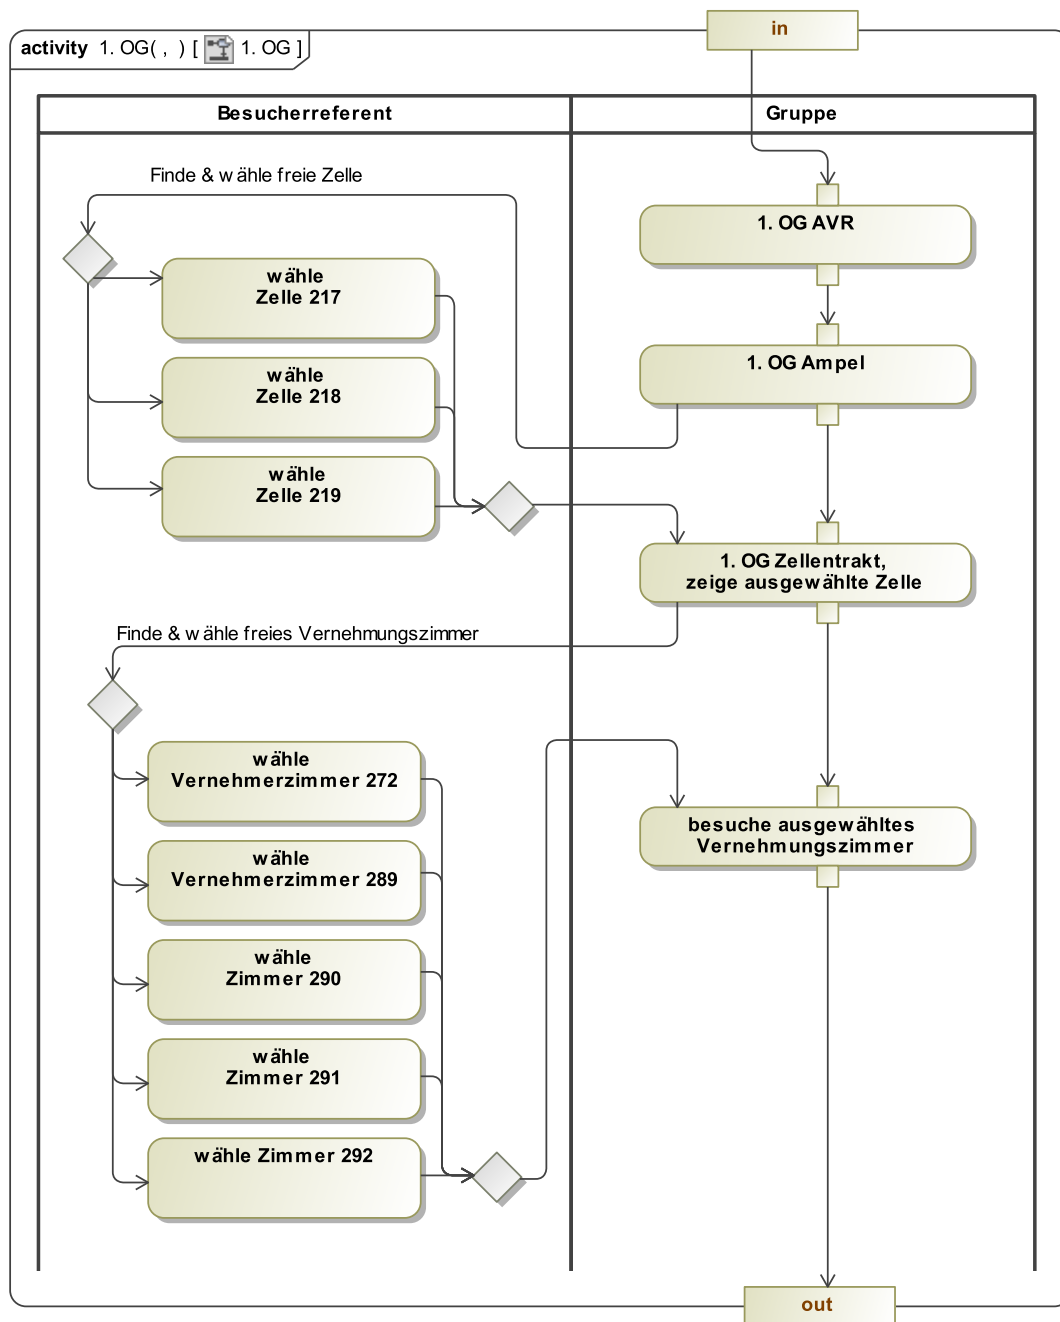 in
activity 1. OG( , ) [ 1. OG ]
Besucherreferent
Gruppe
Finde & wähle freie Zelle
1. OG AVR
wähle
Zelle 217
1. OG Ampel
wähle
Zelle 218
wähle
Zelle 219
1. OG Zellentrakt,
zeige ausgewählte Zelle
Finde & wähle freies Vernehmungszimmer
wähle
Vernehmerzimmer 272
besuche ausgewähltes
Vernehmungszimmer
wähle
Vernehmerzimmer 289
wähle
Zimmer 290
wähle
Zimmer 291
wähle Zimmer 292
out